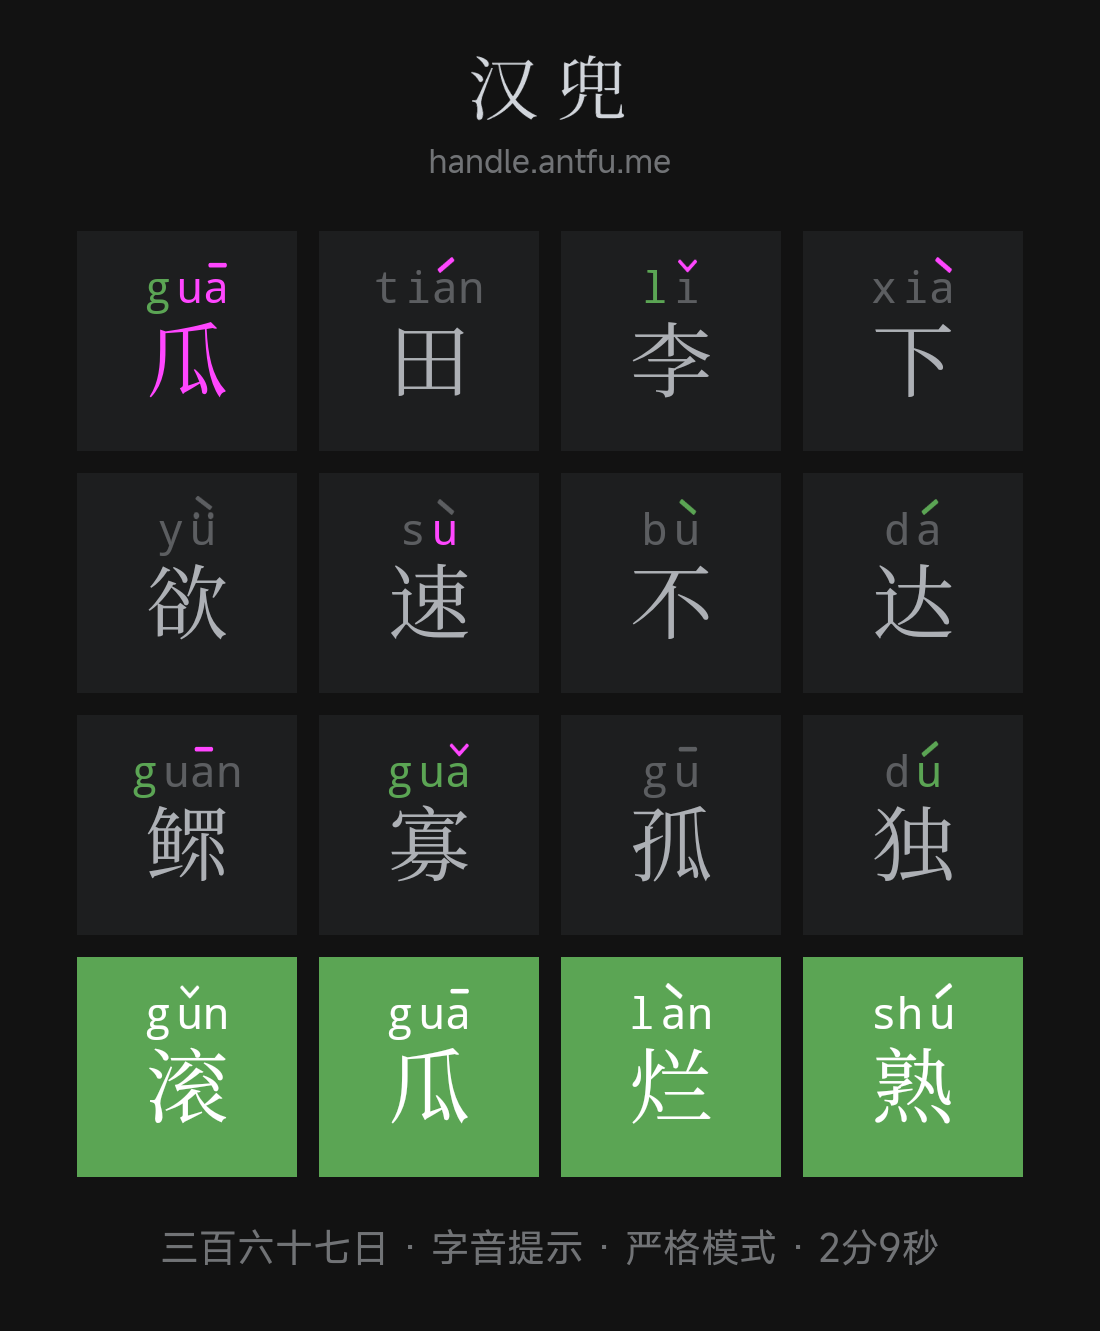 汉兜
handle.antfu.me
guā tián lǐ xià
瓜 田 李 下
yǜ sù bù dá
欲 速 不 达
guān guǎ gū dú
鳏 寡 孤 独
gǔn guā làn shú
滚 瓜 烂 熟
三百六十七日 · 字音提示 · 严格模式 · 2分9秒